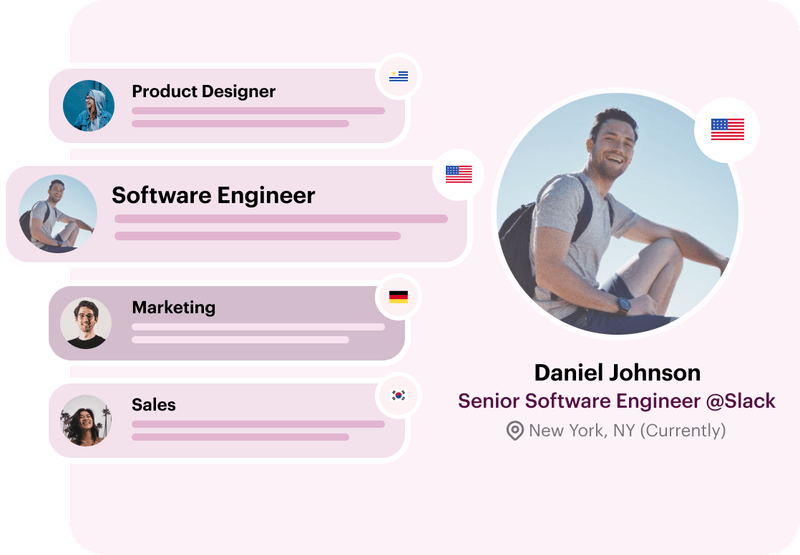 Product Designer
Software Engineer
Marketing
Sales
Daniel Johnson
Senior Software Engineer @Slack
New York, NY (Currently)